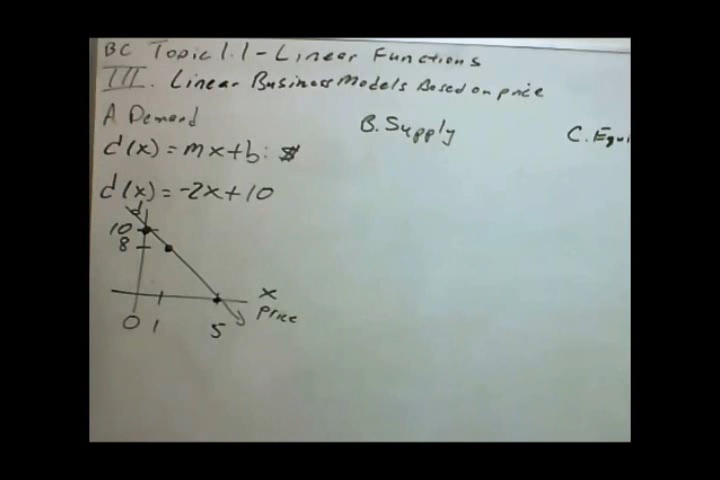 BC Topic 1.1 - Linear Functions
III. Linear Business Models Based on price
A Demand
B. Supply
C. Equi
d(x) = mx+b: $
d(x) = -2x+10
d
10
8
x
price
0 1 5